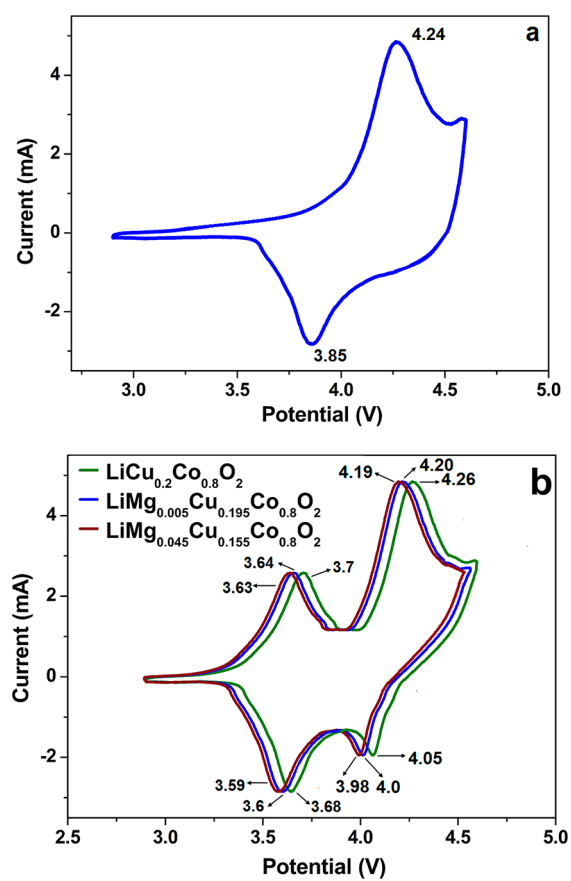 a
4.24
4
2
0
-2
Current (mA)
3.85
3.0 3.5 4.0 4.5 5.0
Potential (V)
b
LiCu0.2Co0.8O2
LiMg0.005Cu0.195Co0.8O2
LiMg0.045Cu0.155Co0.8O2
4.19 4.20
4.26
3.64 3.7
3.63
4
2
0
-2
Current (mA)
3.59 3.98 4.0 4.05
3.6 3.68
2.5 3.0 3.5 4.0 4.5 5.0
Potential (V)